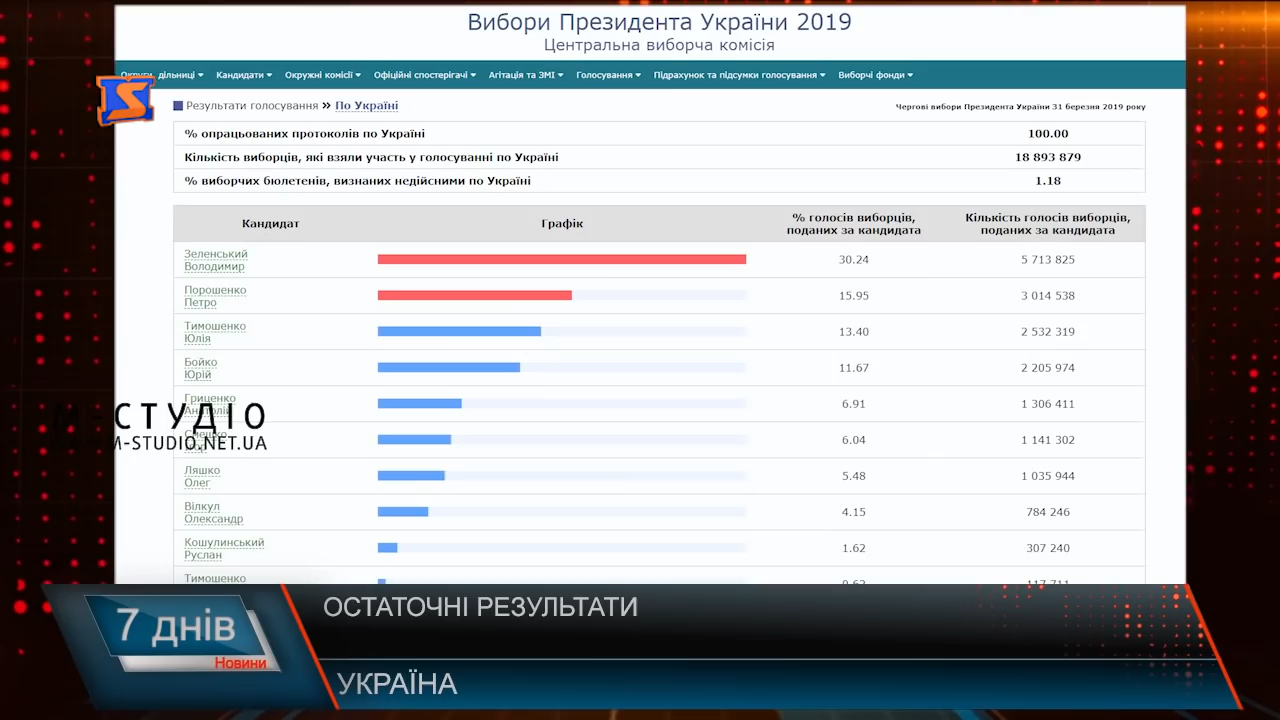 Вибори Президента України 2019
Центральна виборча комісія
Округи, дільниці Кандидати Окружні комісії Офіційні спостерігачі Агітація та ЗМІ Голосування Підрахунок та підсумки голосування Виборчі фонди
Результати голосування » По Україні
Чергові вибори Президента України 31 березня 2019 року
% опрацьованих протоколів по Україні 100.00
Кількість виборців, які взяли участь у голосуванні по Україні 18 893 879
% виборчих бюлетенів, визнаних недійсними по Україні 1.18
Кандидат Графік % голосів виборців, Кількість голосів виборців,
поданих за кандидата поданих за кандидата
Зеленський
Володимир 30.24 5 713 825
Порошенко
Петро 15.95 3 014 538
Тимошенко
Юлія 13.40 2 532 319
Бойко
Юрій 11.67 2 205 974
Гриценко
Анатолій 6.91 1 306 411
М-СТУДІО
6.04 1 141 302
M-STUDIO.NET.UA
Ляшко
Олег 5.48 1 035 944
Вілкул
Олександр 4.15 784 246
Кошулинський
Руслан 1.62 307 240
Тимошенко
7 днів
Новини
ОСТАТОЧНІ РЕЗУЛЬТАТИ
УКРАЇНА